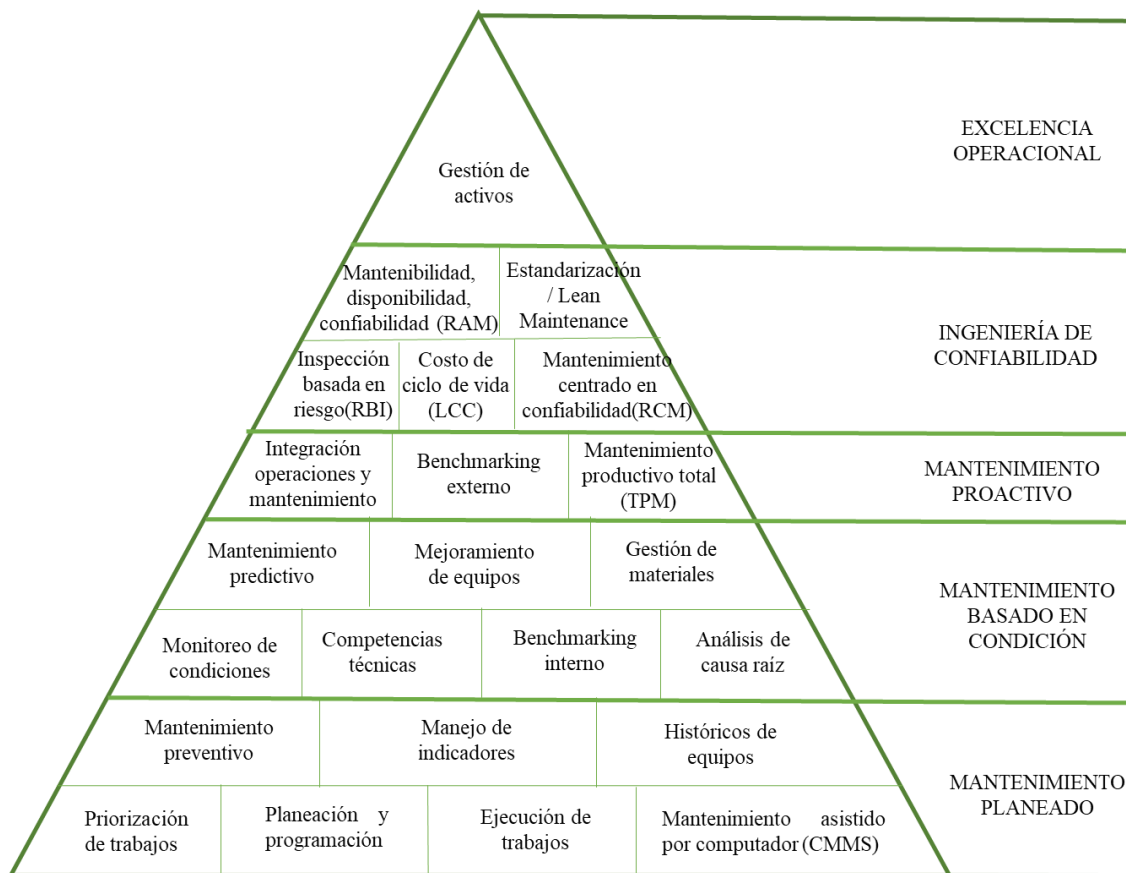 Gestión de
activos
EXCELENCIA
OPERACIONAL
Mantenibilidad,
disponibilidad,
confiabilidad (RAM)
Estandarización
/ Lean
Maintenance
Inspección
basada en
riesgo(RBI)
Costo de
ciclo de vida
(LCC)
Mantenimiento
centrado en
confiabilidad(RCM)
INGENIERÍA DE
CONFIABILIDAD
Integración
operaciones y
mantenimiento
Benchmarking
externo
Mantenimiento
productivo total
(TPM)
MANTENIMIENTO
PROACTIVO
Mantenimiento
predictivo
Mejoramiento
de equipos
Gestión de
materiales
Monitoreo de
condiciones
Competencias
técnicas
Benchmarking
interno
Análisis de
causa raíz
MANTENIMIENTO
BASADO EN
CONDICIÓN
Mantenimiento
preventivo
Manejo de
indicadores
Históricos de
equipos
Priorización
de trabajos
Planeación y
programación
Ejecución de
trabajos
Mantenimiento asistido
por computador (CMMS)
MANTENIMIENTO
PLANEADO